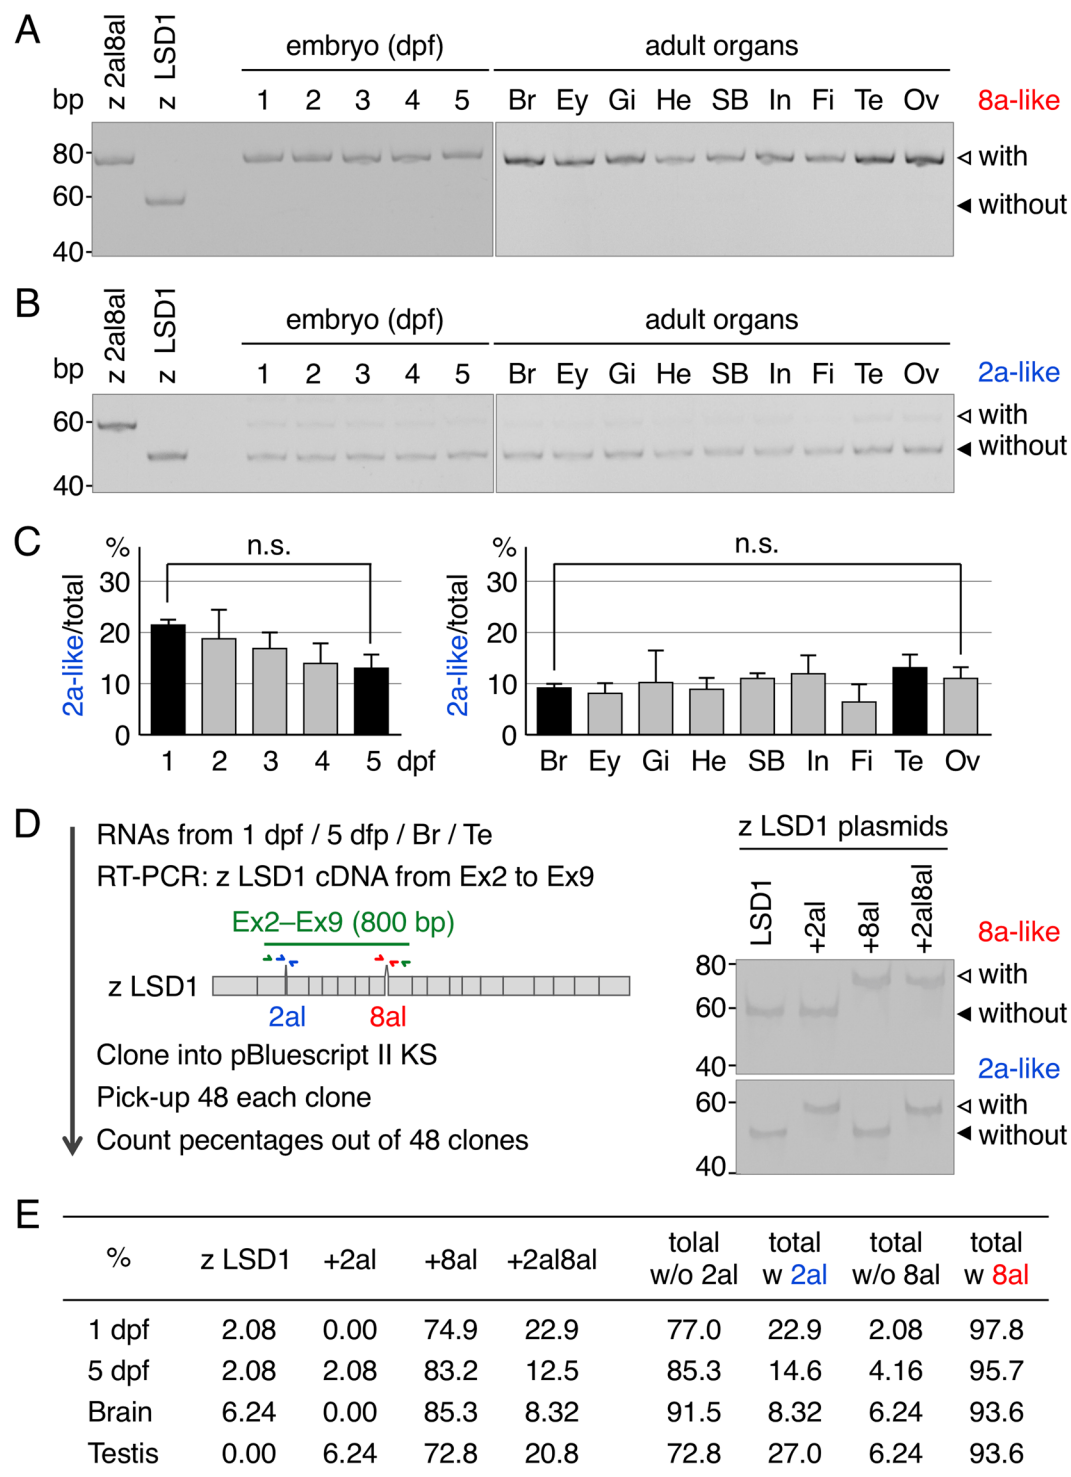 A
z 2al8al
z LSD1
embryo (dpf)
adult organs
bp
1 2 3 4 5
Br Ey Gi He SB In Fi Te Ov
8a-like
80
with
60
without
40
B
z 2al8al
z LSD1
embryo (dpf)
adult organs
bp
1 2 3 4 5
Br Ey Gi He SB In Fi Te Ov
2a-like
60
with
without
40
C
%
n.s.
2a-like/total
30
20
10
0
1 2 3 4 5 dpf
%
n.s.
2a-like/total
30
20
10
0
Br Ey Gi He SB In Fi Te Ov
D
RNAs from 1 dpf / 5 dfp / Br / Te
RT-PCR: z LSD1 cDNA from Ex2 to Ex9
Ex2–Ex9 (800 bp)
z LSD1
2al
8al
Clone into pBluescript II KS
Pick-up 48 each clone
Count pecentages out of 48 clones
z LSD1 plasmids
LSD1
+2al
+8al
+2al8al
8a-like
80
with
60
without
40
2a-like
60
with
without
40
E
% z LSD1 +2al +8al +2al8al tolal w/o 2al total w 2al total w/o 8al total w 8al
1 dpf 2.08 0.00 74.9 22.9 77.0 22.9 2.08 97.8
5 dpf 2.08 2.08 83.2 12.5 85.3 14.6 4.16 95.7
Brain 6.24 0.00 85.3 8.32 91.5 8.32 6.24 93.6
Testis 0.00 6.24 72.8 20.8 72.8 27.0 6.24 93.6